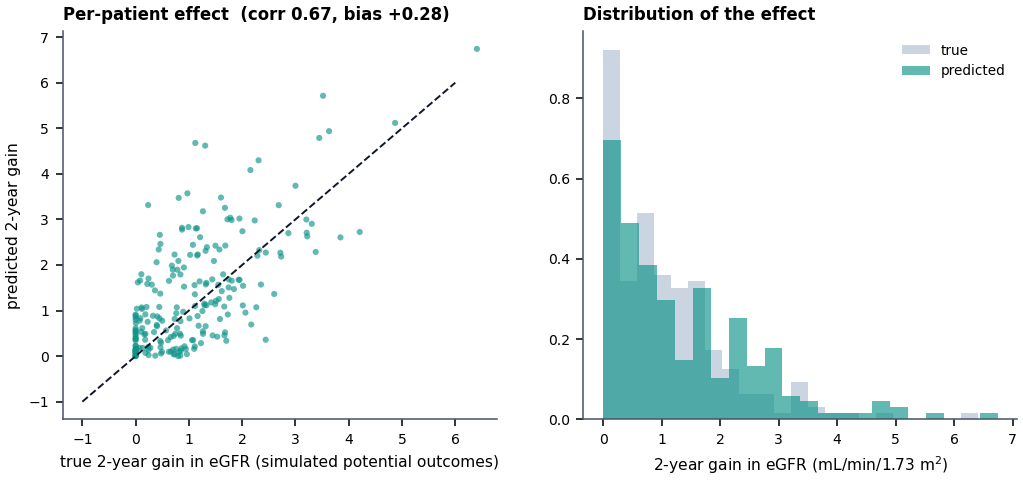 Per-patient effect  (corr 0.67, bias +0.28)
7
6
5
4
3
2
1
0
−1
predicted 2-year gain
−1 0 1 2 3 4 5 6
true 2-year gain in eGFR (simulated potential outcomes)
Distribution of the effect
true
predicted
0.8
0.6
0.4
0.2
0.0
0 1 2 3 4 5 6 7
2-year gain in eGFR (mL/min/1.73 m²)